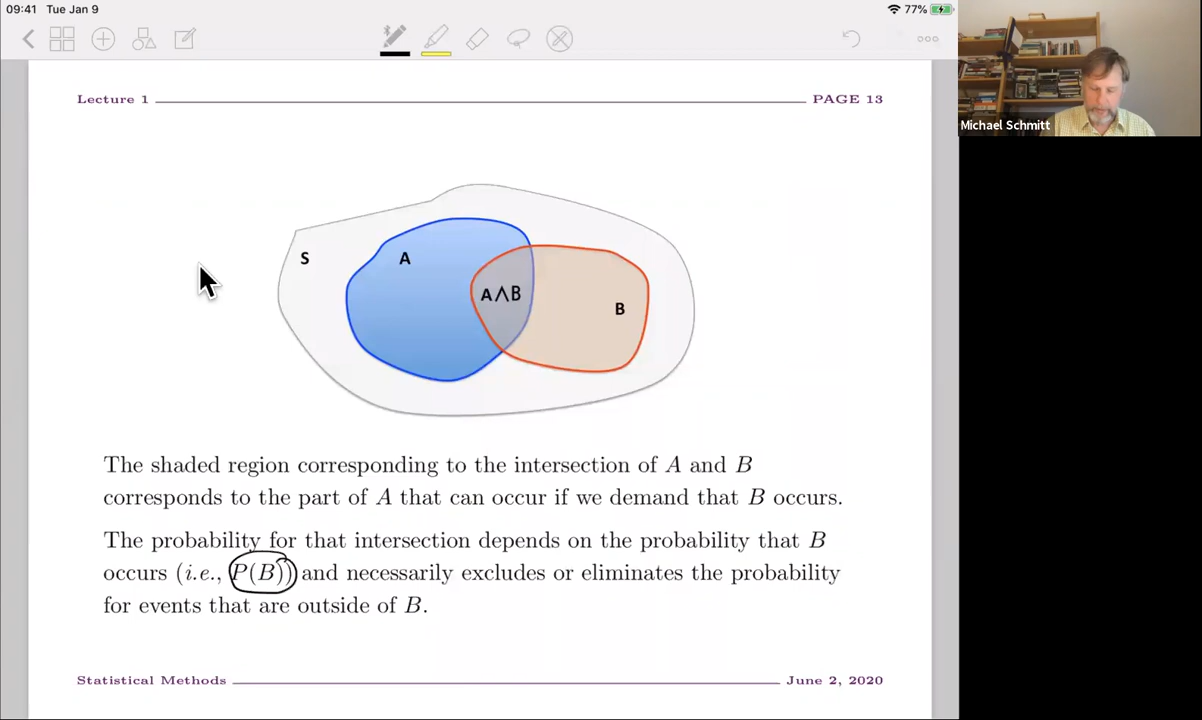 09:41 Tue Jan 9
77%
Lecture 1
PAGE 13
S
A
A∧B
B
The shaded region corresponding to the intersection of A and B
corresponds to the part of A that can occur if we demand that B occurs.
The probability for that intersection depends on the probability that B
occurs (i.e., P(B)) and necessarily excludes or eliminates the probability
for events that are outside of B.
Statistical Methods
June 2, 2020
Michael Schmitt